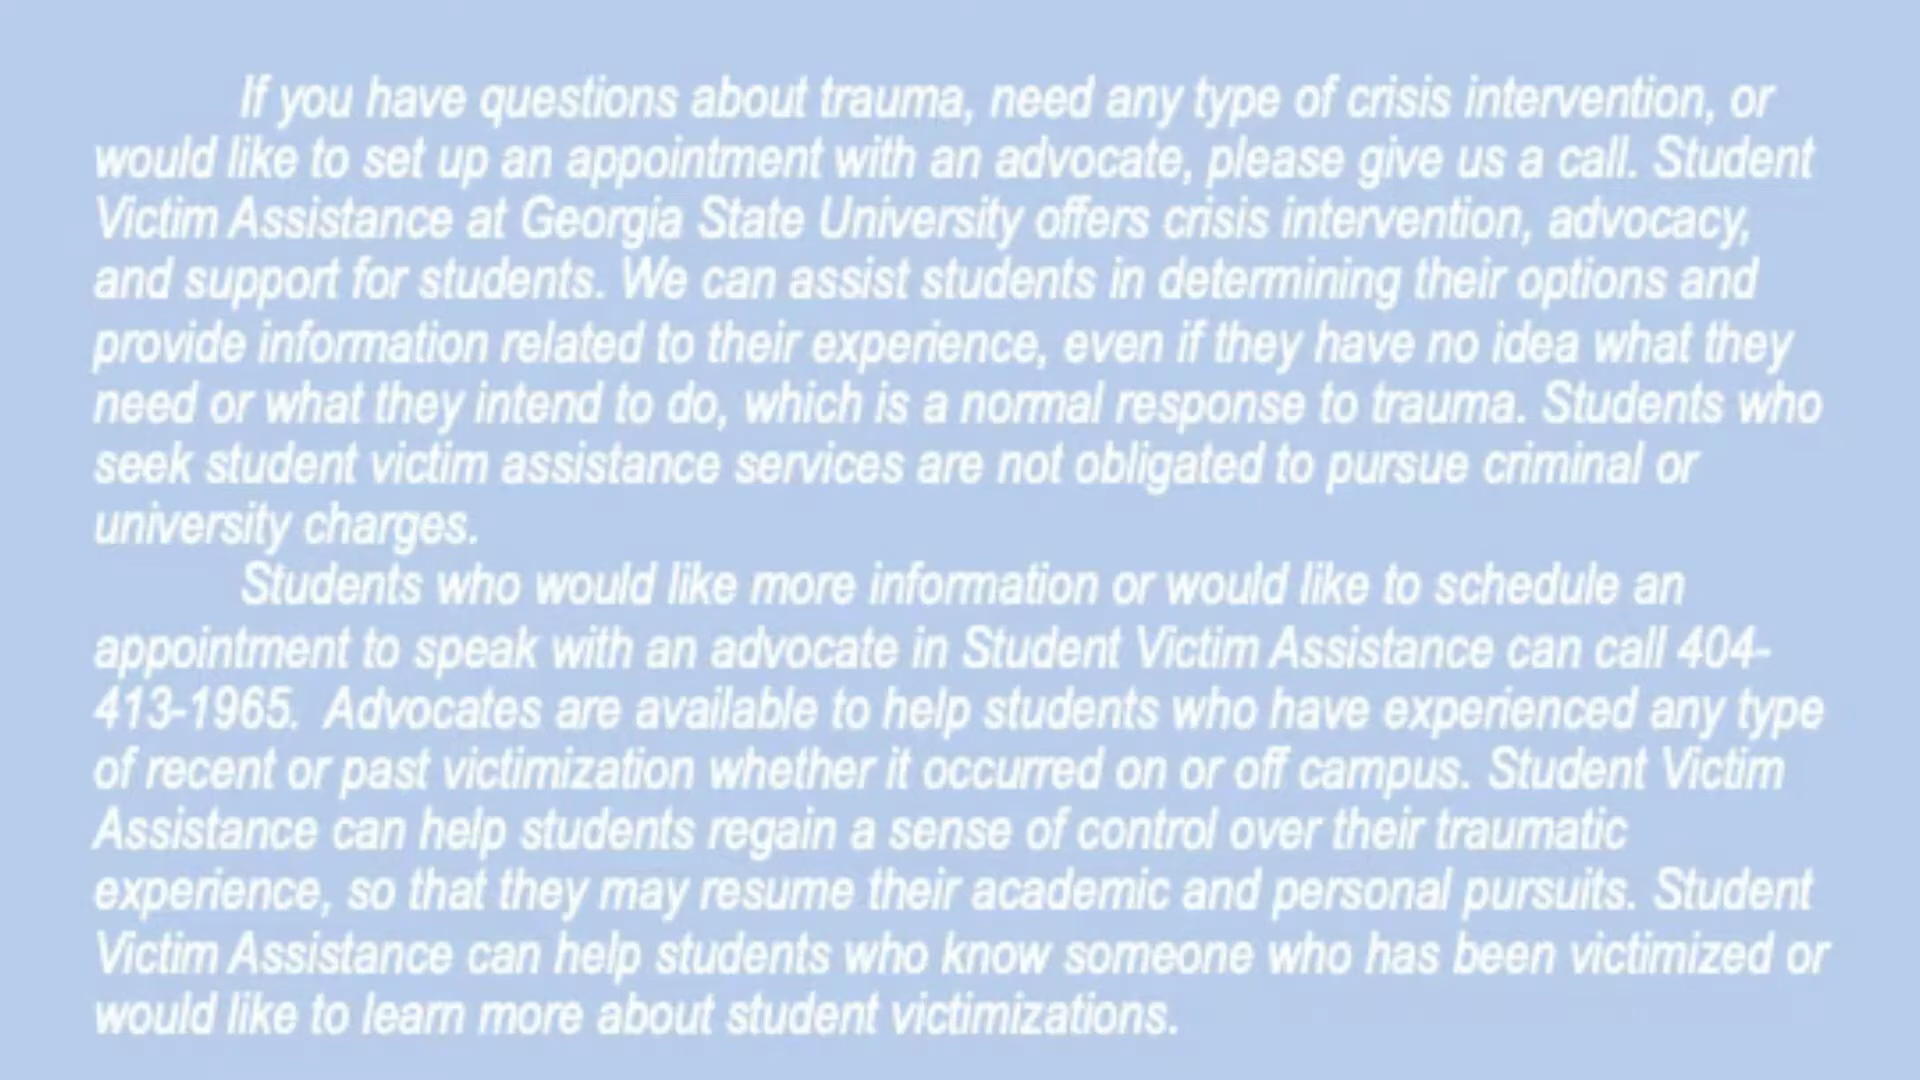 If you have questions about trauma, need any type of crisis intervention, or
would like to set up an appointment with an advocate, please give us a call. Student
Victim Assistance at Georgia State University offers crisis intervention, advocacy,
and support for students. We can assist students in determining their options and
provide information related to their experience, even if they have no idea what they
need or what they intend to do, which is a normal response to trauma. Students who
seek student victim assistance services are not obligated to pursue criminal or
university charges.
Students who would like more information or would like to schedule an
appointment to speak with an advocate in Student Victim Assistance can call 404-
413-1965. Advocates are available to help students who have experienced any type
of recent or past victimization whether it occurred on or off campus. Student Victim
Assistance can help students regain a sense of control over their traumatic
experience, so that they may resume their academic and personal pursuits. Student
Victim Assistance can help students who know someone who has been victimized or
would like to learn more about student victimizations.